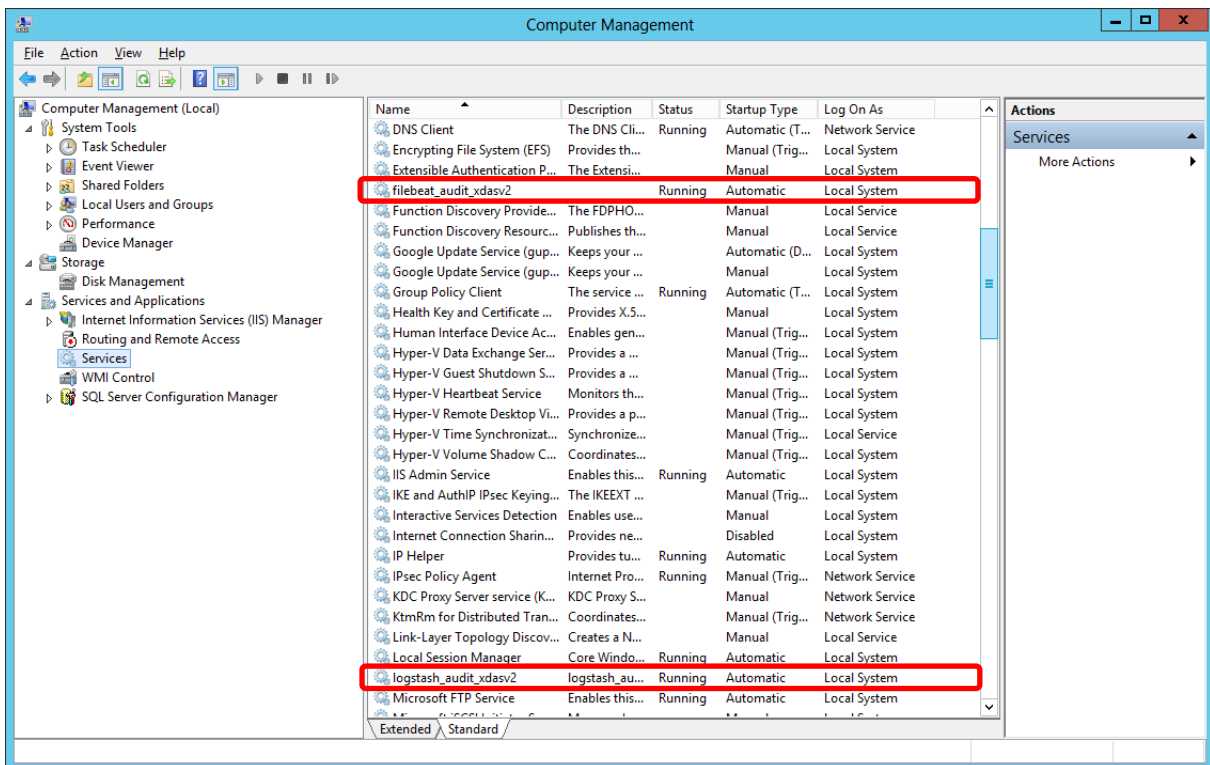 Computer Management
File Action View Help
Computer Management (Local)
System Tools
Task Scheduler
Event Viewer
Shared Folders
Local Users and Groups
Performance
Device Manager
Storage
Disk Management
Services and Applications
Internet Information Services (IIS) Manager
Routing and Remote Access
Services
WMI Control
SQL Server Configuration Manager
Name Description Status Startup Type Log On As
DNS Client The DNS Cli... Running Automatic (T... Network Service
Encrypting File System (EFS) Provides th... Manual (Trig... Local System
Extensible Authentication P... The Extensi... Manual Local System
filebeat_audit_xdasv2 Running Automatic Local System
Function Discovery Provide... The FDPHO... Manual Local Service
Function Discovery Resourc... Publishes th... Manual Local Service
Google Update Service (gup... Keeps your ... Automatic (D... Local System
Google Update Service (gup... Keeps your ... Manual Local System
Group Policy Client The service ... Running Automatic (T... Local System
Health Key and Certificate ... Provides X.5... Manual Local System
Human Interface Device Ac... Enables gen... Manual (Trig... Local System
Hyper-V Data Exchange Ser... Provides a ... Manual (Trig... Local System
Hyper-V Guest Shutdown S... Provides a ... Manual (Trig... Local System
Hyper-V Heartbeat Service Monitors th... Manual (Trig... Local System
Hyper-V Remote Desktop Vi... Provides a p... Manual (Trig... Local System
Hyper-V Time Synchronizat... Synchronize... Manual (Trig... Local Service
Hyper-V Volume Shadow C... Coordinates... Manual (Trig... Local System
IIS Admin Service Enables this... Running Automatic Local System
IKE and AuthIP IPsec Keying... The IKEEXT ... Manual (Trig... Local System
Interactive Services Detection Enables use... Manual Local System
Internet Connection Sharin... Provides ne... Disabled Local System
IP Helper Provides tu... Running Automatic Local System
IPsec Policy Agent Internet Pro... Running Manual (Trig... Network Service
KDC Proxy Server service (K... KDC Proxy S... Manual Network Service
KtmRm for Distributed Tran... Coordinates... Manual (Trig... Network Service
Link-Layer Topology Discov... Creates a N... Manual Local Service
Local Session Manager Core Windo... Running Automatic Local System
logstash_audit_xdasv2 logstash_au... Running Automatic Local System
Microsoft FTP Service Enables this... Running Automatic Local System
Extended Standard
Actions
Services
More Actions